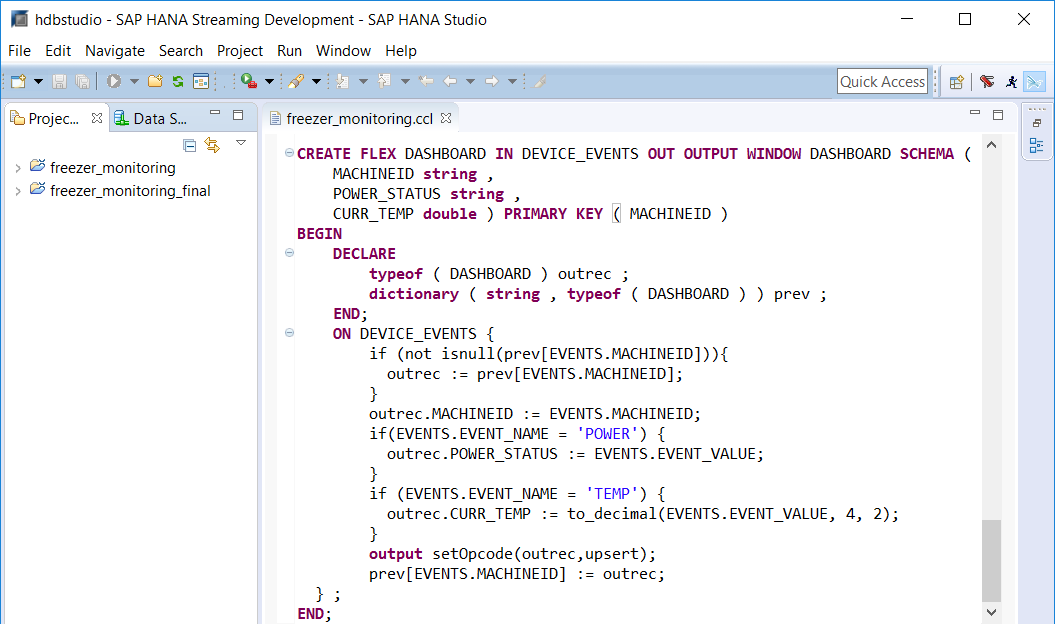 hdbstudio - SAP HANA Streaming Development - SAP HANA Studio
File Edit Navigate Search Project Run Window Help
Quick Access
Projec... Data S... freezer_monitoring.ccl
freezer_monitoring
freezer_monitoring_final
CREATE FLEX DASHBOARD IN DEVICE_EVENTS OUT OUTPUT WINDOW DASHBOARD SCHEMA (
MACHINEID string ,
POWER_STATUS string ,
CURR_TEMP double ) PRIMARY KEY ( MACHINEID )
BEGIN
DECLARE
typeof ( DASHBOARD ) outrec ;
dictionary ( string , typeof ( DASHBOARD ) ) prev ;
END;
ON DEVICE_EVENTS {
if (not isnull(prev[EVENTS.MACHINEID])){
outrec := prev[EVENTS.MACHINEID];
}
outrec.MACHINEID := EVENTS.MACHINEID;
if(EVENTS.EVENT_NAME = 'POWER') {
outrec.POWER_STATUS := EVENTS.EVENT_VALUE;
}
if (EVENTS.EVENT_NAME = 'TEMP') {
outrec.CURR_TEMP := to_decimal(EVENTS.EVENT_VALUE, 4, 2);
}
output setOpcode(outrec,upsert);
prev[EVENTS.MACHINEID] := outrec;
} ;
END;